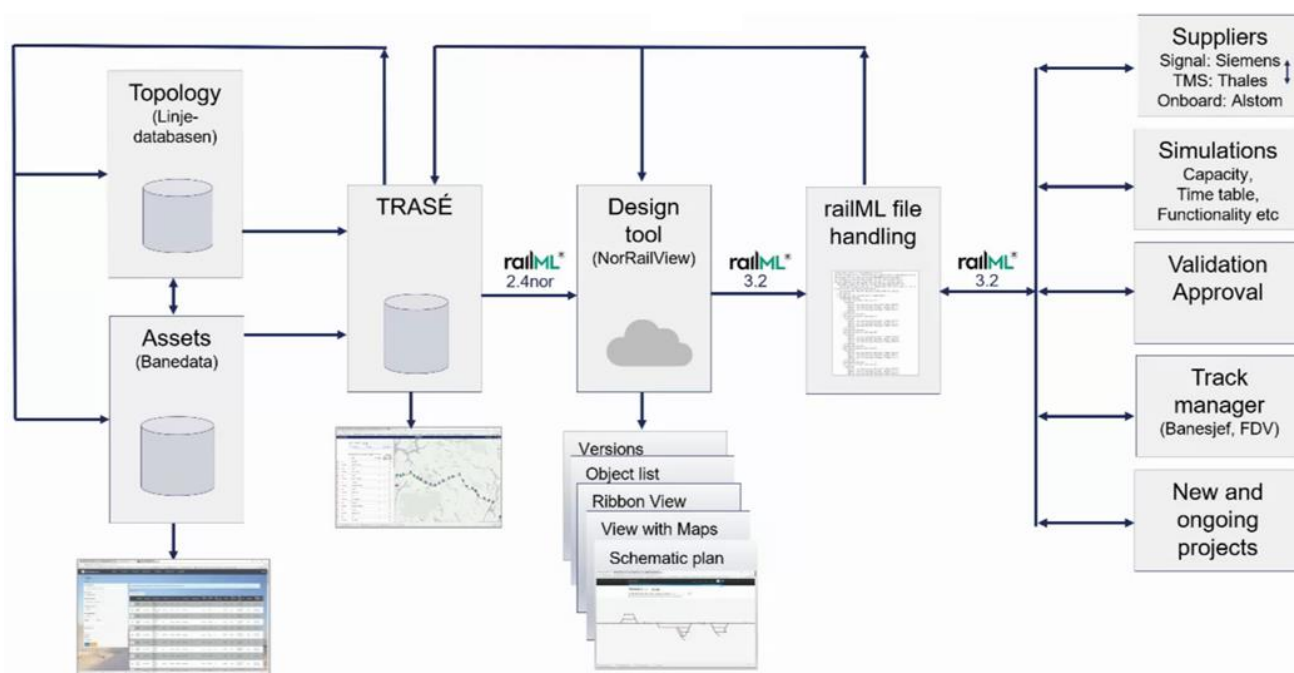 Topology
(Linje-
databasen)
Assets
(Banedata)
TRASÉ
railML®
2.4nor
Design
tool
(NorRailView)
Versions
Object list
Ribbon View
View with Maps
Schematic plan
railML®
3.2
railML file
handling
railML®
3.2
Suppliers
Signal: Siemens
TMS: Thales
Onboard: Alstom
Simulations
Capacity,
Time table,
Functionality etc
Validation
Approval
Track
manager
(Banesjef, FDV)
New and
ongoing
projects